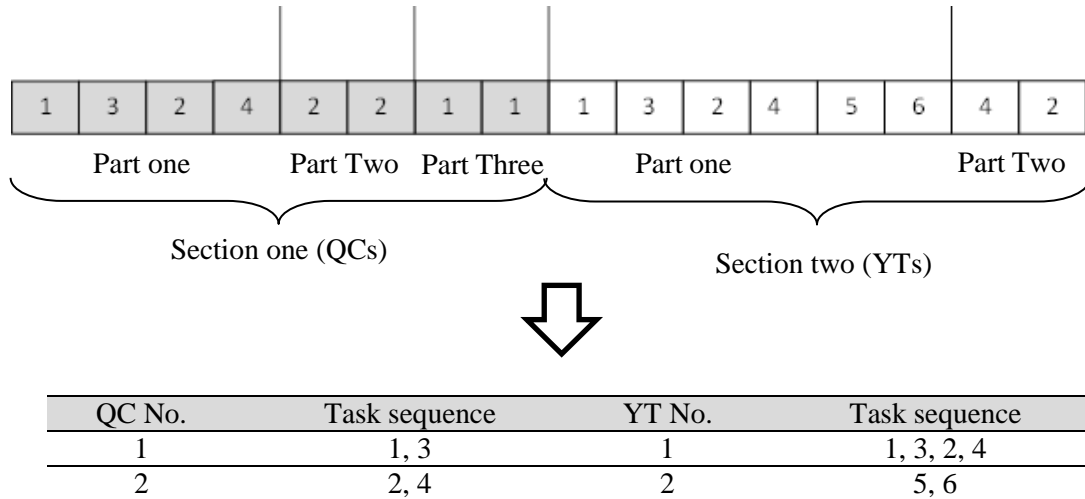 1 3 2 4 2 2 1 1 1 3 2 4 5 6 4 2
Part one Part Two Part Three Part one Part Two
Section one (QCs) Section two (YTs)
QC No. Task sequence YT No. Task sequence
1 1, 3 1 1, 3, 2, 4
2 2, 4 2 5, 6